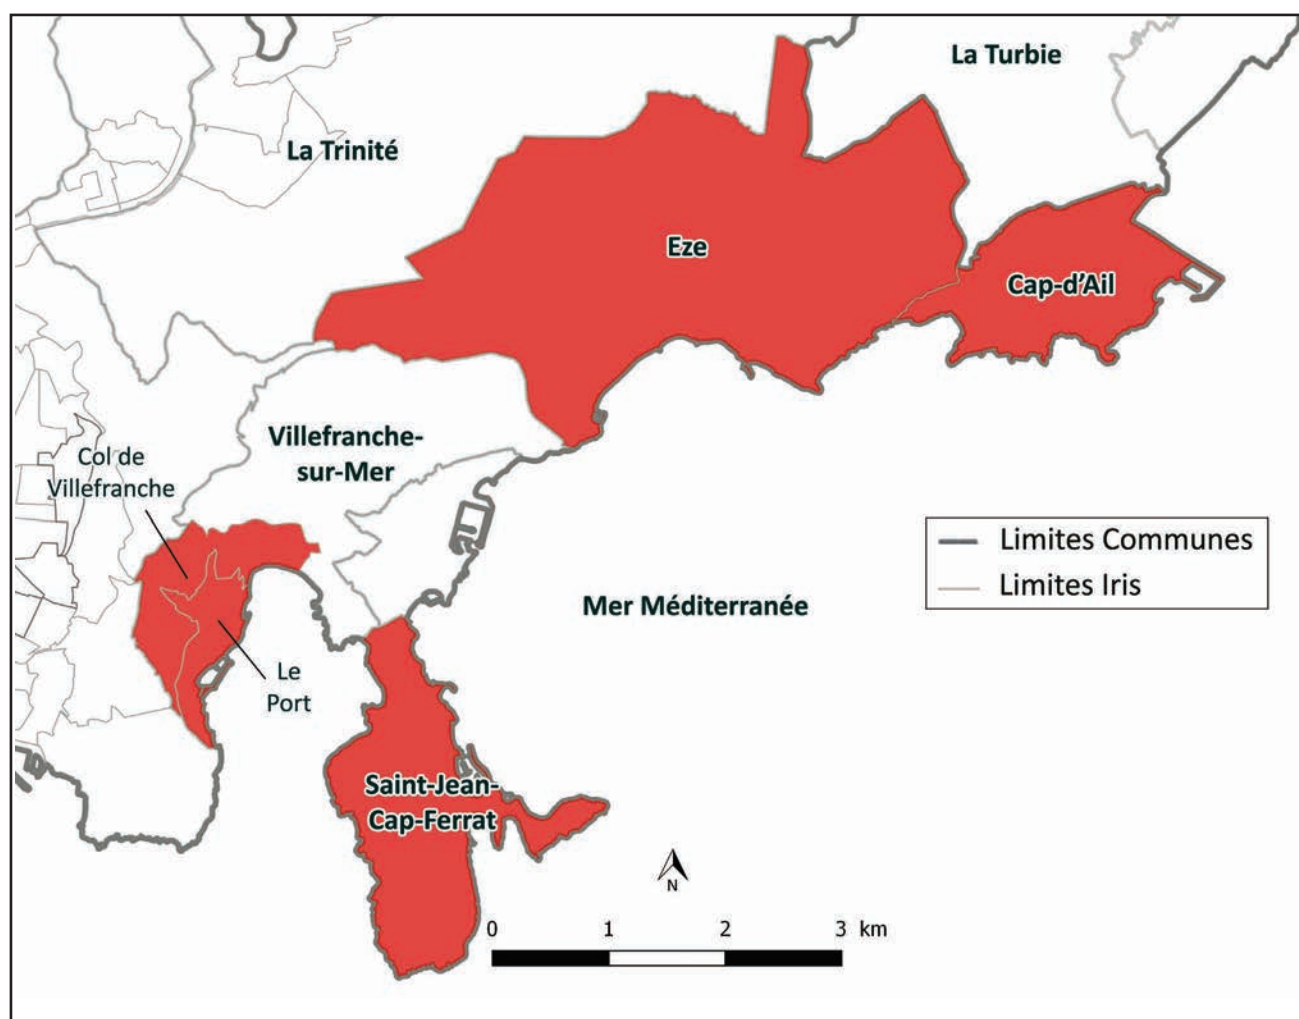 La Turbie
La Trinité
Eze
Cap-d'Ail
Villefranche-
sur-Mer
Col de
Villefranche
Limites Communes
Limites Iris
Mer Méditerranée
Le
Port
Saint-Jean-
Cap-Ferrat
N
0 1 2 3 km